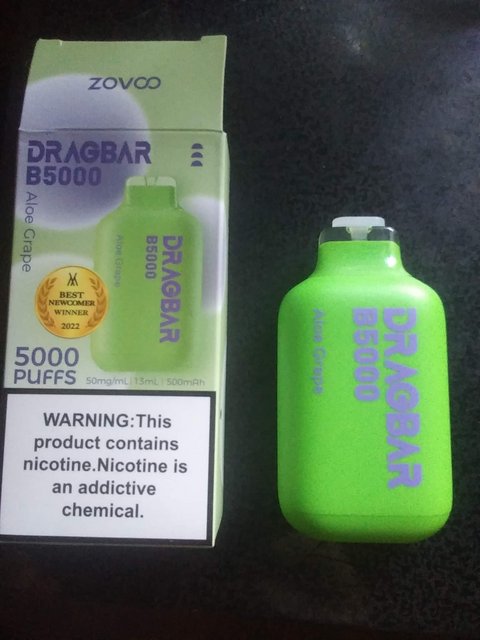 ZOVOO
DRAGBAR
B5000
Aloe Grape
DRAGBAR
B5000
Aloe Grape
BEST
NEWCOMER
WINNER
2022
5000
PUFFS
50mg/mL | 13mL | 500mAh
WARNING:This
product contains
nicotine.Nicotine is
an addictive
chemical.
DRAGBAR
B5000
Aloe Grape